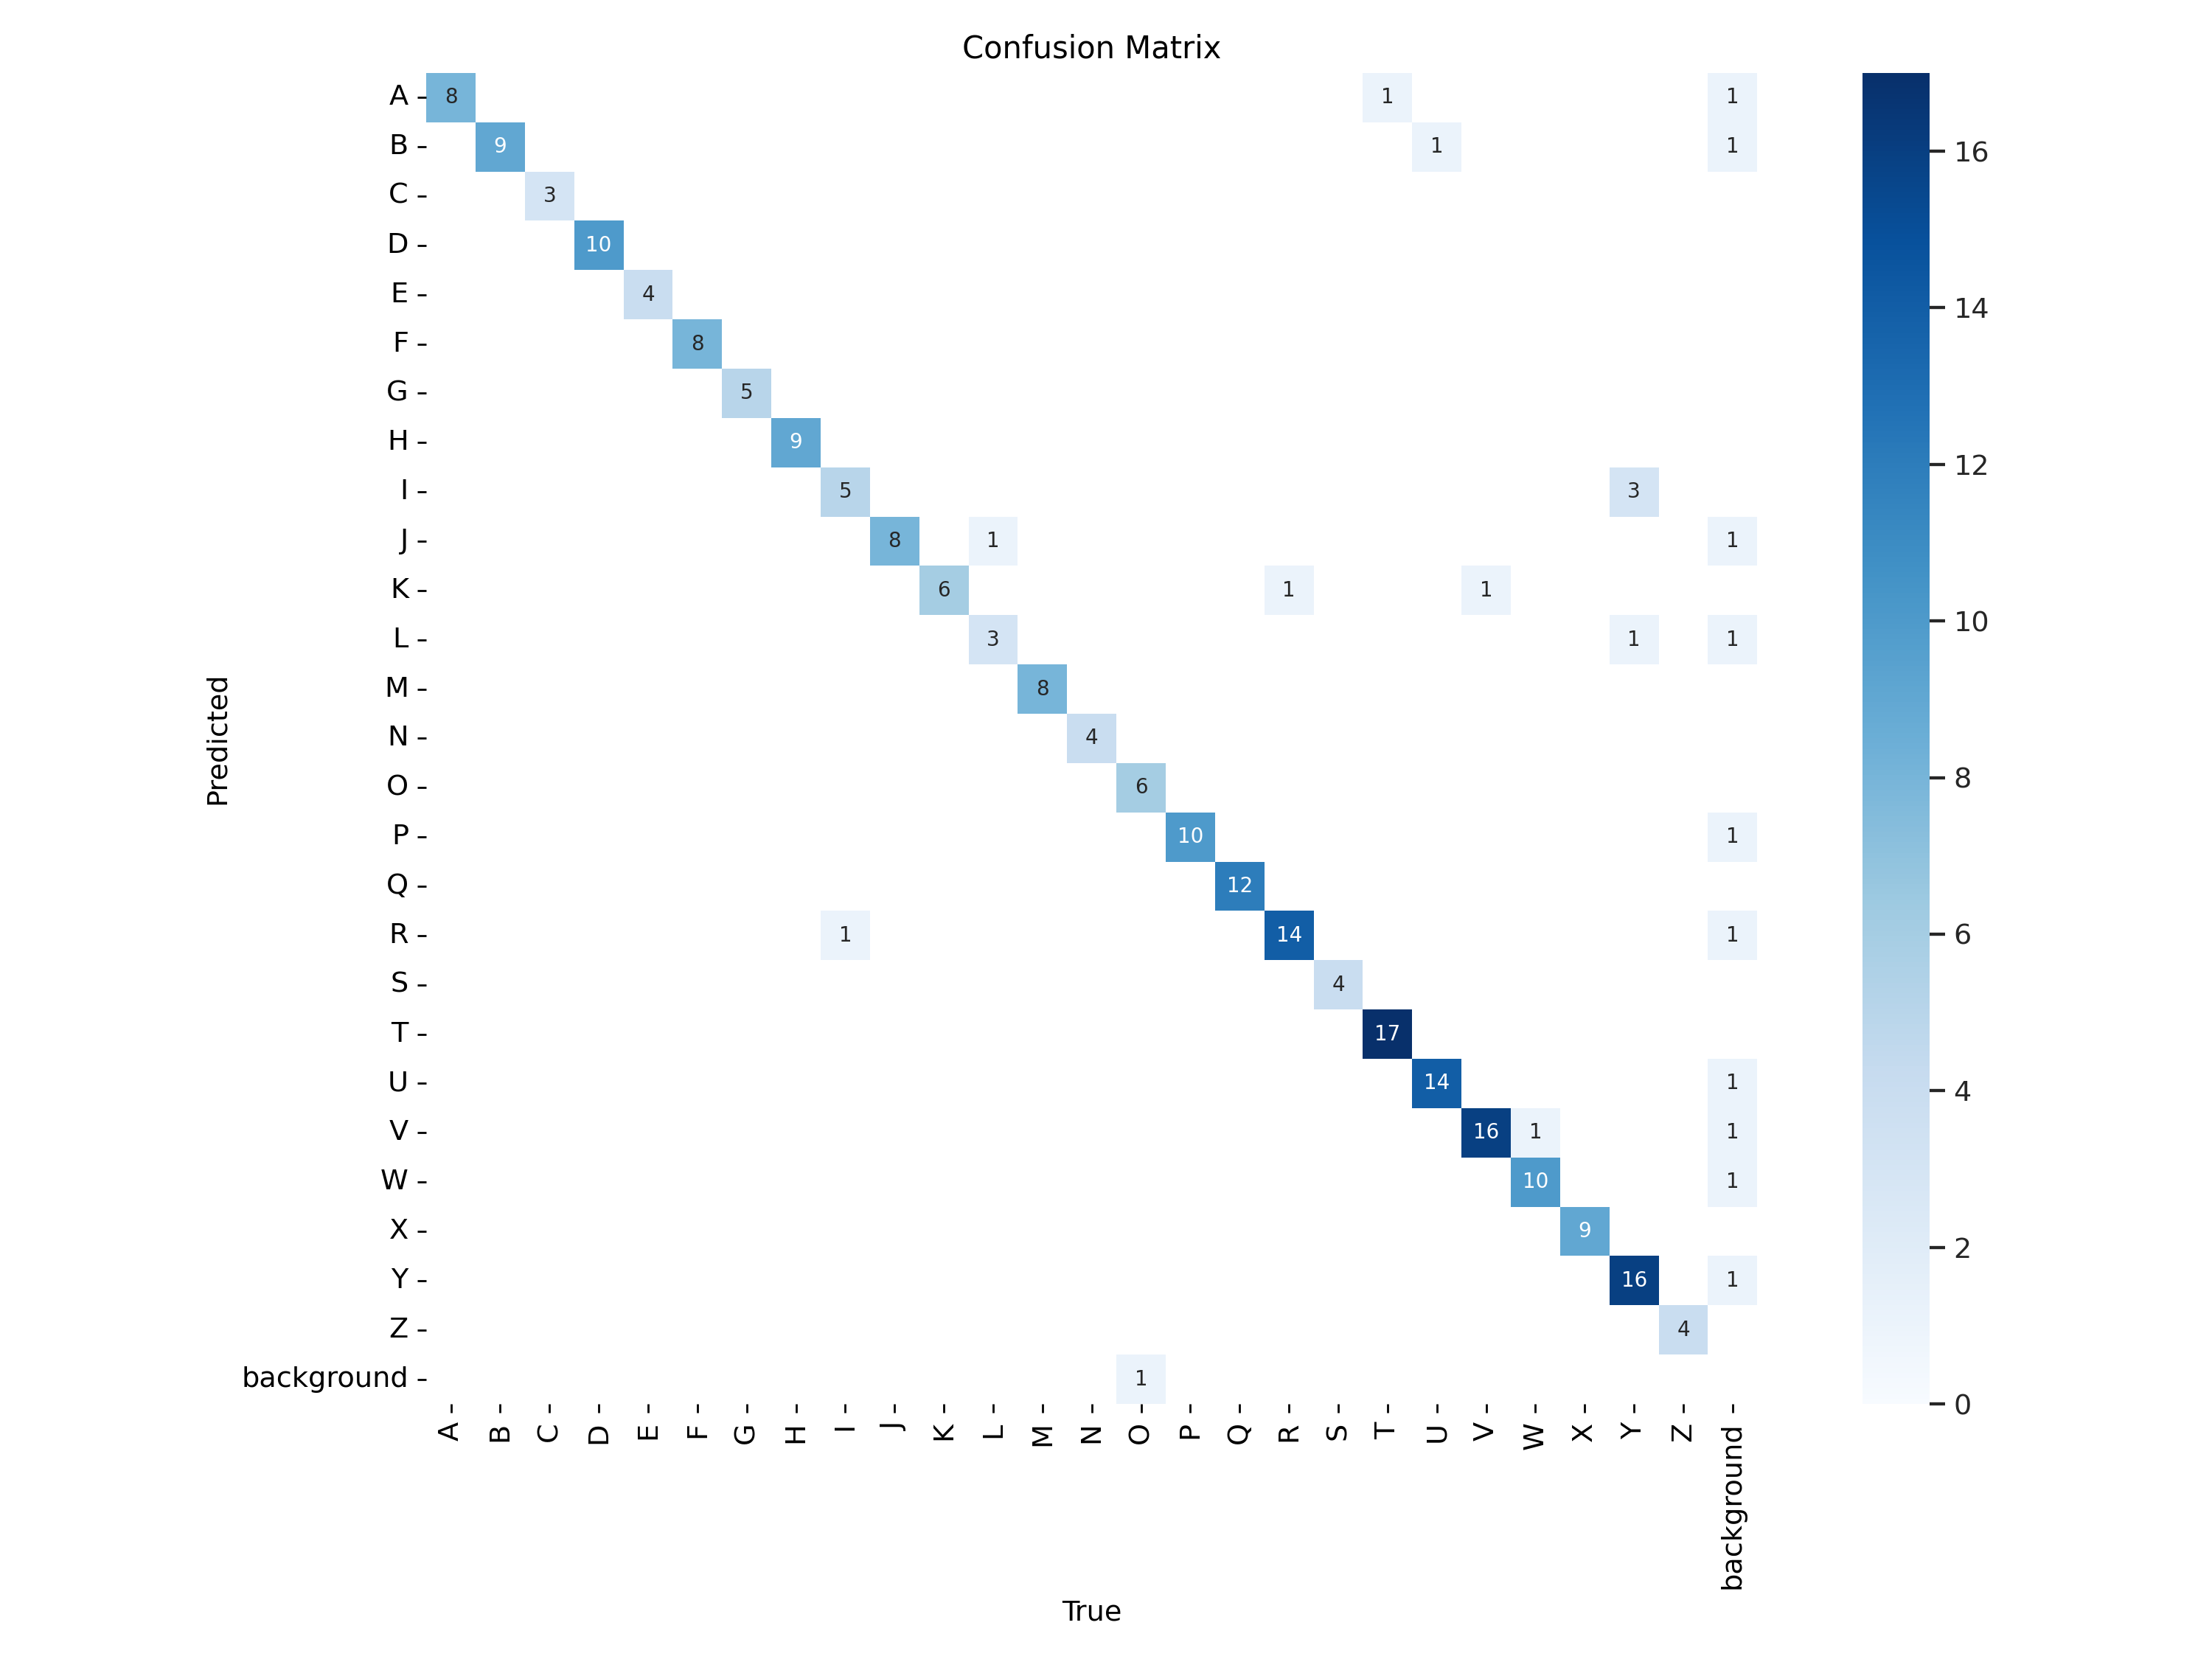 Confusion Matrix
A 8 1 1
B 9 1 1
C 3
D 10
E 4
F 8
G 5
H 9
I 5 3
J 8 1 1
K 6 1 1
L 3 1 1
M 8
N 4
O 6
P 10 1
Q 12
R 1 14 1
S 4
T 17
U 14 1
V 16 1 1
W 10 1
X 9
Y 16 1
Z 4
background 1
A B C D E F G H I J K L M N O P Q R S T U V W X Y Z background
True
Predicted
16
14
12
10
8
6
4
2
0